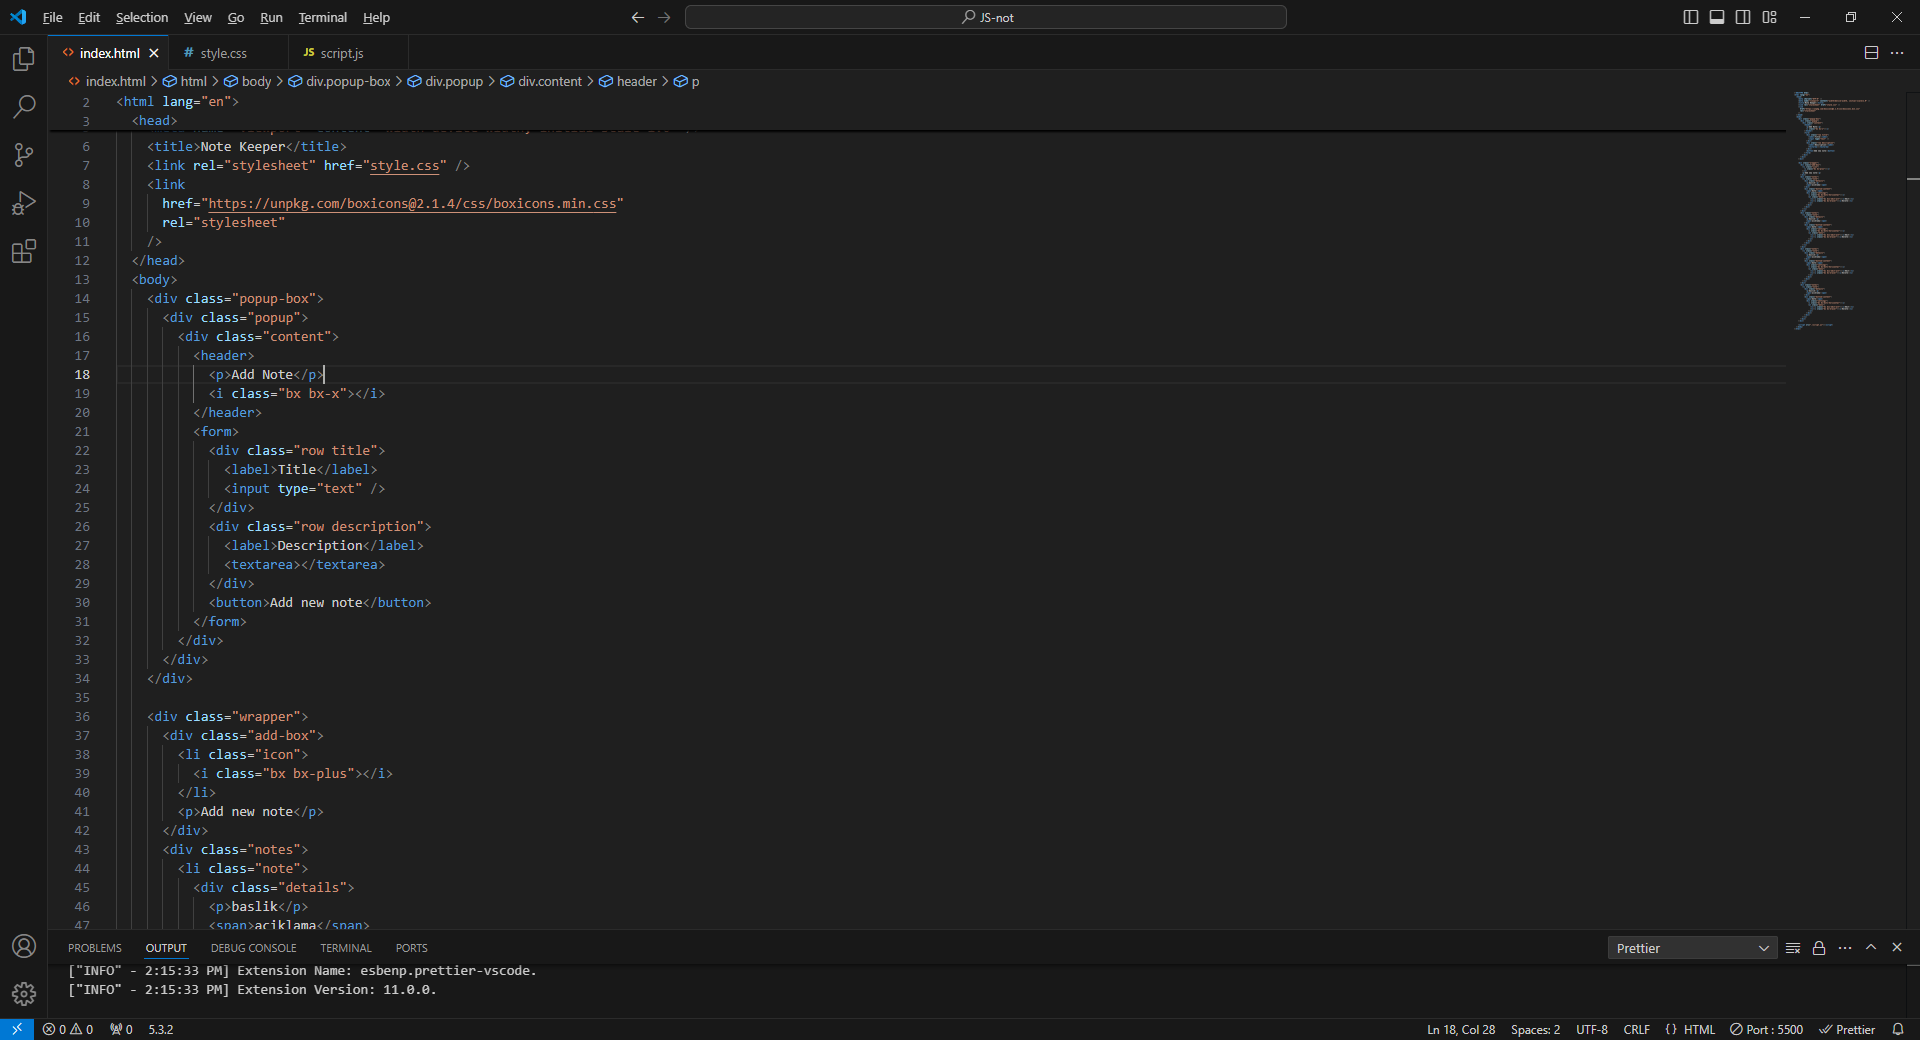 File Edit Selection View Go Run Terminal Help
JS-not
index.html
# style.css
JS script.js
index.html > html > body > div.popup-box > div.popup > div.content > header > p
2 <html lang="en">
3 <head>
6 <title>Note Keeper</title>
7 <link rel="stylesheet" href="style.css" />
8 <link
9 href="https://unpkg.com/boxicons@2.1.4/css/boxicons.min.css"
10 rel="stylesheet"
11 />
12 </head>
13 <body>
14 <div class="popup-box">
15 <div class="popup">
16 <div class="content">
17 <header>
18 <p>Add Note</p>
19 <i class="bx bx-x"></i>
20 </header>
21 <form>
22 <div class="row title">
23 <label>Title</label>
24 <input type="text" />
25 </div>
26 <div class="row description">
27 <label>Description</label>
28 <textarea></textarea>
29 </div>
30 <button>Add new note</button>
31 </form>
32 </div>
33 </div>
34 </div>
35
36 <div class="wrapper">
37 <div class="add-box">
38 <li class="icon">
39 <i class="bx bx-plus"></i>
40 </li>
41 <p>Add new note</p>
42 </div>
43 <div class="notes">
44 <li class="note">
45 <div class="details">
46 <p>baslik</p>
47 <span>aciklama</span>
PROBLEMS OUTPUT DEBUG CONSOLE TERMINAL PORTS
Prettier
["INFO" - 2:15:33 PM] Extension Name: esbenp.prettier-vscode.
["INFO" - 2:15:33 PM] Extension Version: 11.0.0.
0 0 0 5.3.2
Ln 18, Col 28 Spaces: 2 UTF-8 CRLF {} HTML Port : 5500 Prettier